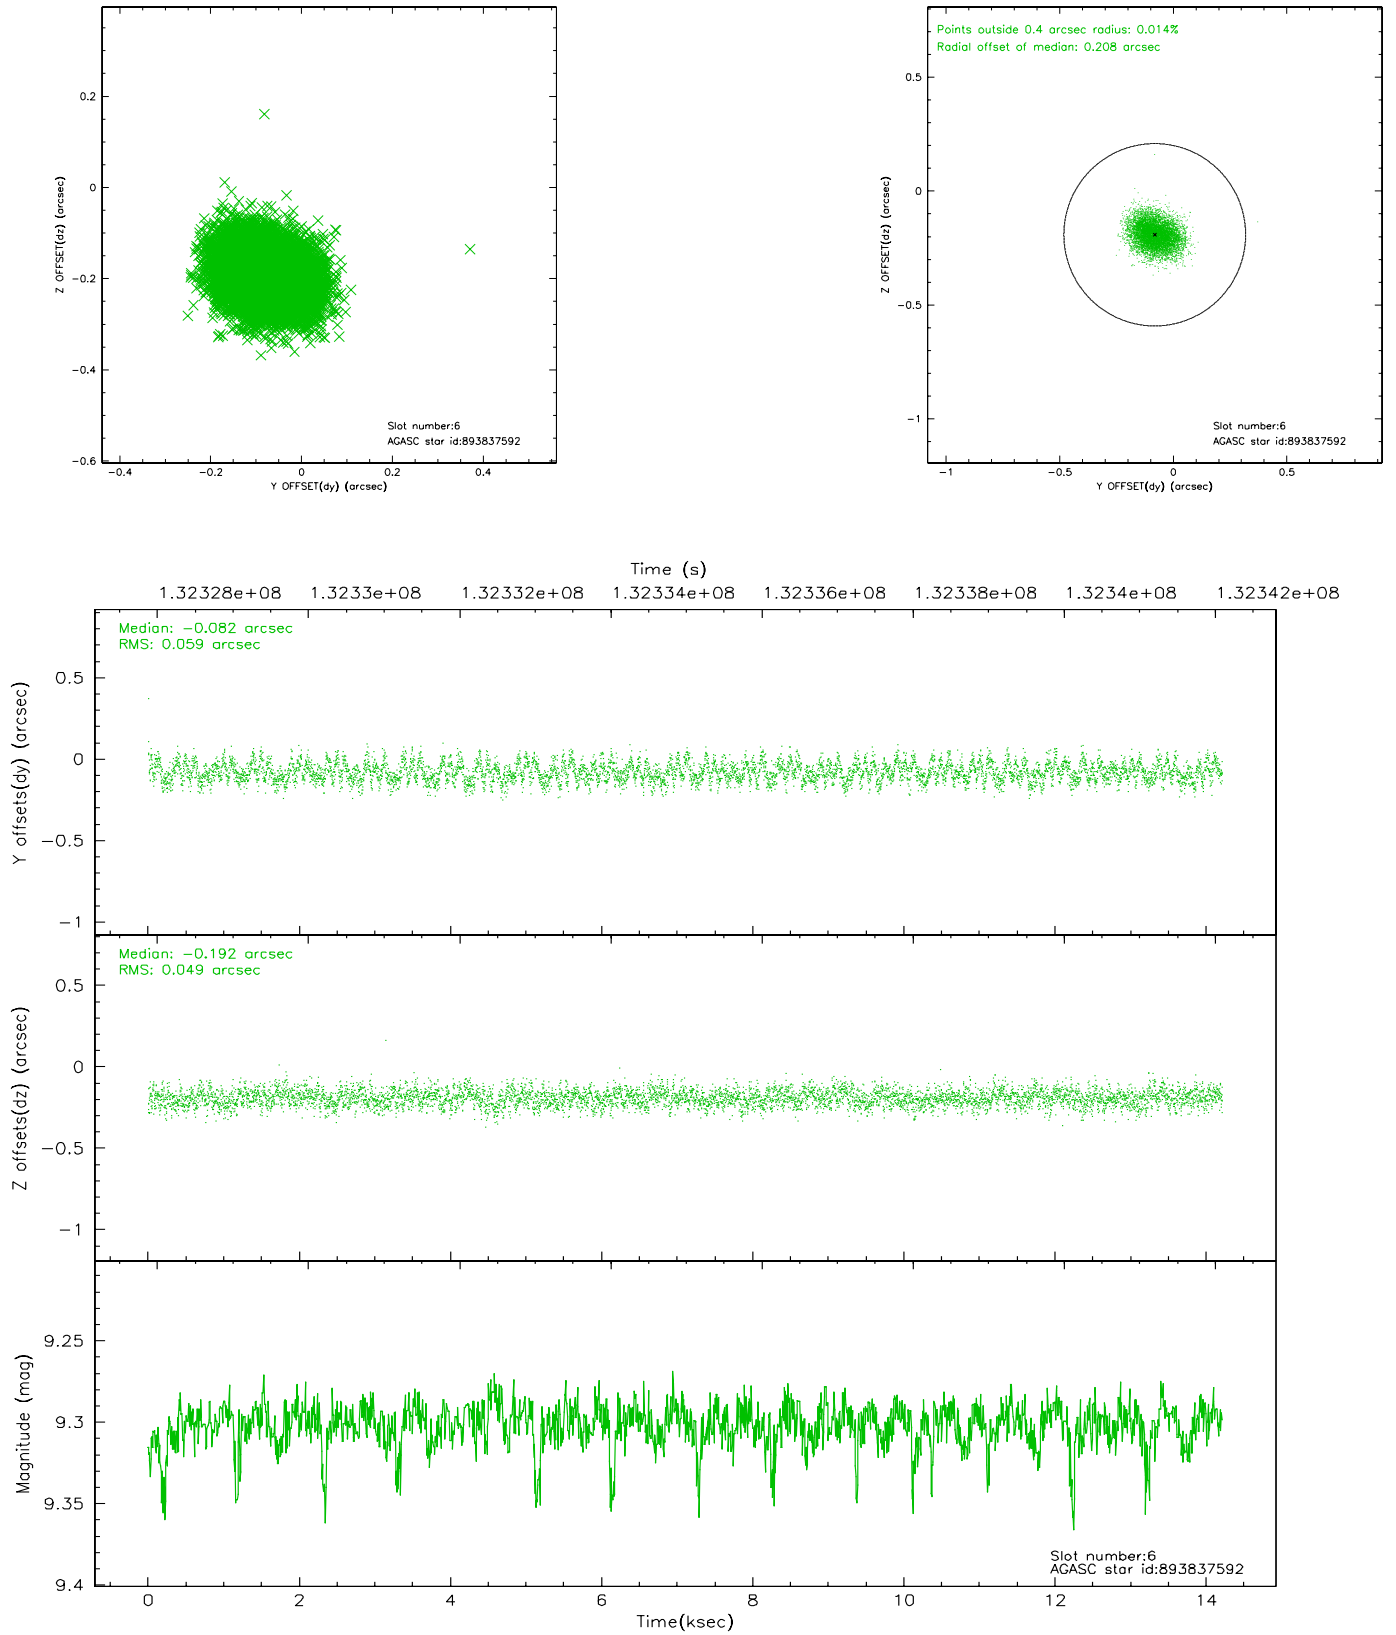 0.2
0
-0.2
-0.4
-0.6
Z OFFSET(dz) (arcsec)
Slot number:6
AGASC star id:893837592
-0.4 -0.2 0 0.2 0.4
Y OFFSET(dy) (arcsec)
Points outside 0.4 arcsec radius: 0.014%
Radial offset of median: 0.208 arcsec
0.5
0
-0.5
-1
Z OFFSET(dz) (arcsec)
Slot number:6
AGASC star id:893837592
-1 -0.5 0 0.5
Y OFFSET(dy) (arcsec)
Time (s)
1.32328e+08 1.3233e+08 1.32332e+08 1.32334e+08 1.32336e+08 1.32338e+08 1.3234e+08 1.32342e+08
Median: -0.082 arcsec
RMS: 0.059 arcsec
0.5
0
-0.5
-1
Y offsets(dy) (arcsec)
Median: -0.192 arcsec
RMS: 0.049 arcsec
0.5
0
-0.5
-1
Z offsets(dz) (arcsec)
9.25
9.3
9.35
9.4
Magnitude (mag)
Slot number:6
AGASC star id:893837592
0 2 4 6 8 10 12 14
Time(ksec)